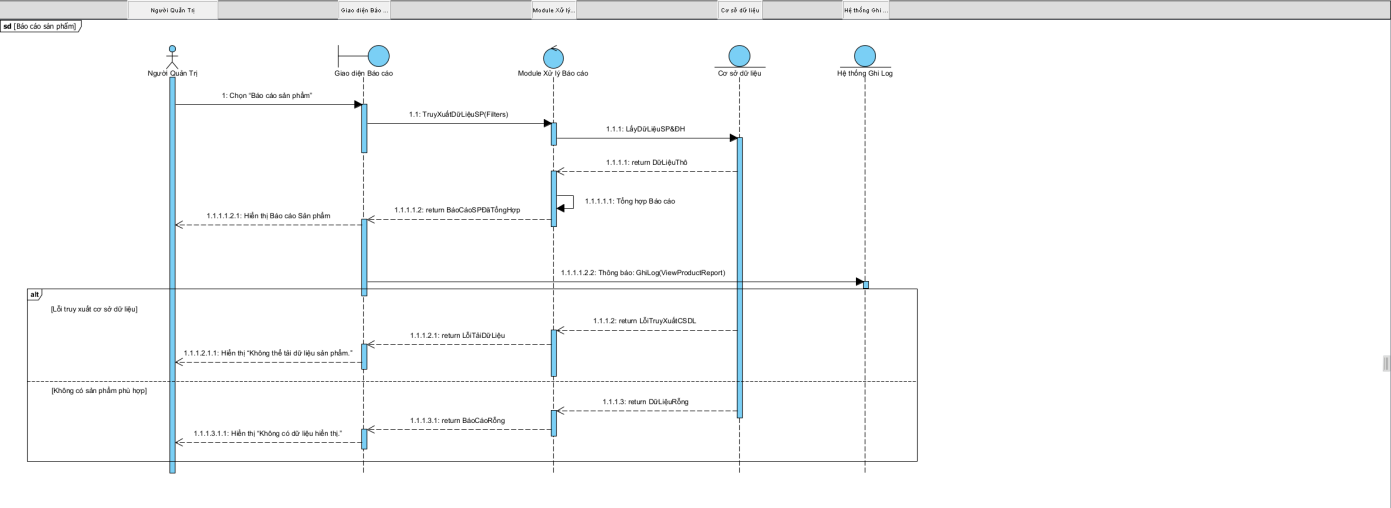 Người Quản Trị
Giao diện Báo ...
Module Xử lý...
Cơ sở dữ liệu
Hệ thống Ghi ...
sd [Báo cáo sản phẩm]
Người Quản Trị
Giao diện Báo cáo
Module Xử lý Báo cáo
Cơ sở dữ liệu
Hệ thống Ghi Log
1: Chọn "Báo cáo sản phẩm"
1.1: TruyXuấtDữLiệuSP(Filters)
1.1.1: LấyDữLiệuSP&ĐH
1.1.1.1: return DữLiệuThô
1.1.1.1.1: Tổng hợp Báo cáo
1.1.1.1.2: return BáoCáoSPĐãTổngHợp
1.1.1.1.2.1: Hiển thị Báo cáo Sản phẩm
1.1.1.1.2.2: Thông báo: GhiLog(ViewProductReport)
alt
[Lỗi truy xuất cơ sở dữ liệu]
1.1.1.2: return LỗiTruyXuấtCSDL
1.1.1.2.1: return LỗiTảiDữLiệu
1.1.1.2.1.1: Hiển thị "Không thể tải dữ liệu sản phẩm."
[Không có sản phẩm phù hợp]
1.1.1.3: return DữLiệuRỗng
1.1.1.3.1: return BáoCáoRỗng
1.1.1.3.1.1: Hiển thị "Không có dữ liệu hiển thị."